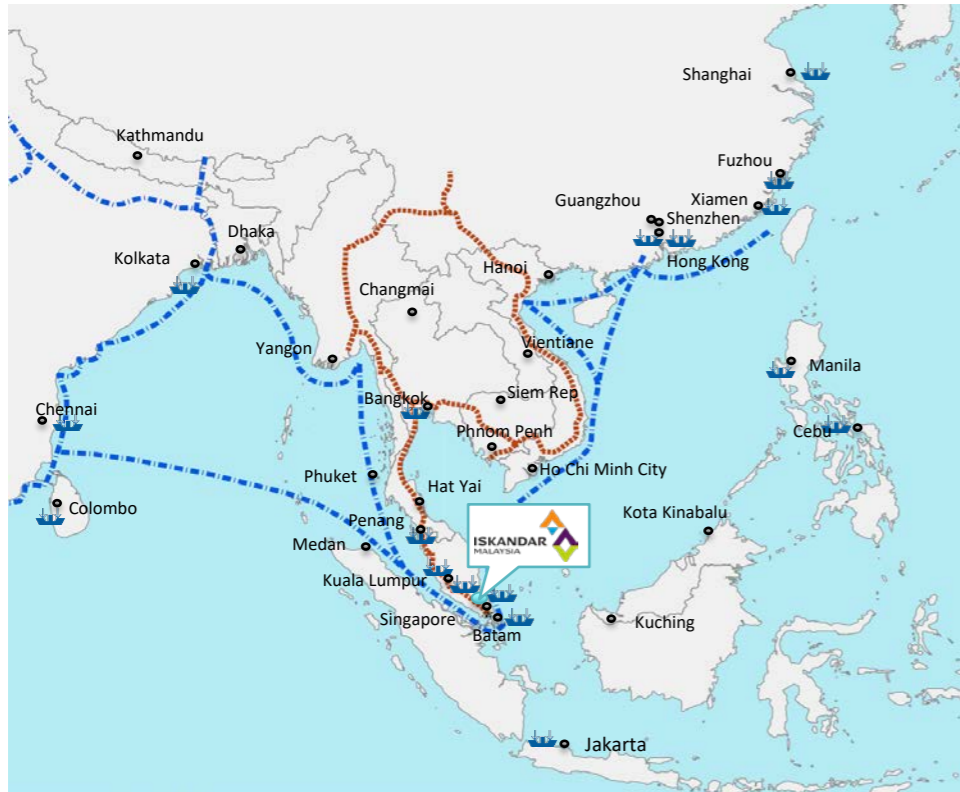 Shanghai
Kathmandu
Fuzhou
Xiamen
Guangzhou
Shenzhen
Dhaka
Kolkata
Hong Kong
Hanoi
Changmai
Yangon
Vientiane
Manila
Siem Rep
Bangkok
Chennai
Cebu
Phnom Penh
Ho Chi Minh City
Phuket
Hat Yai
Colombo
Kota Kinabalu
Penang
ISKANDAR
MALAYSIA
Medan
Kuala Lumpur
Singapore
Kuching
Batam
Jakarta